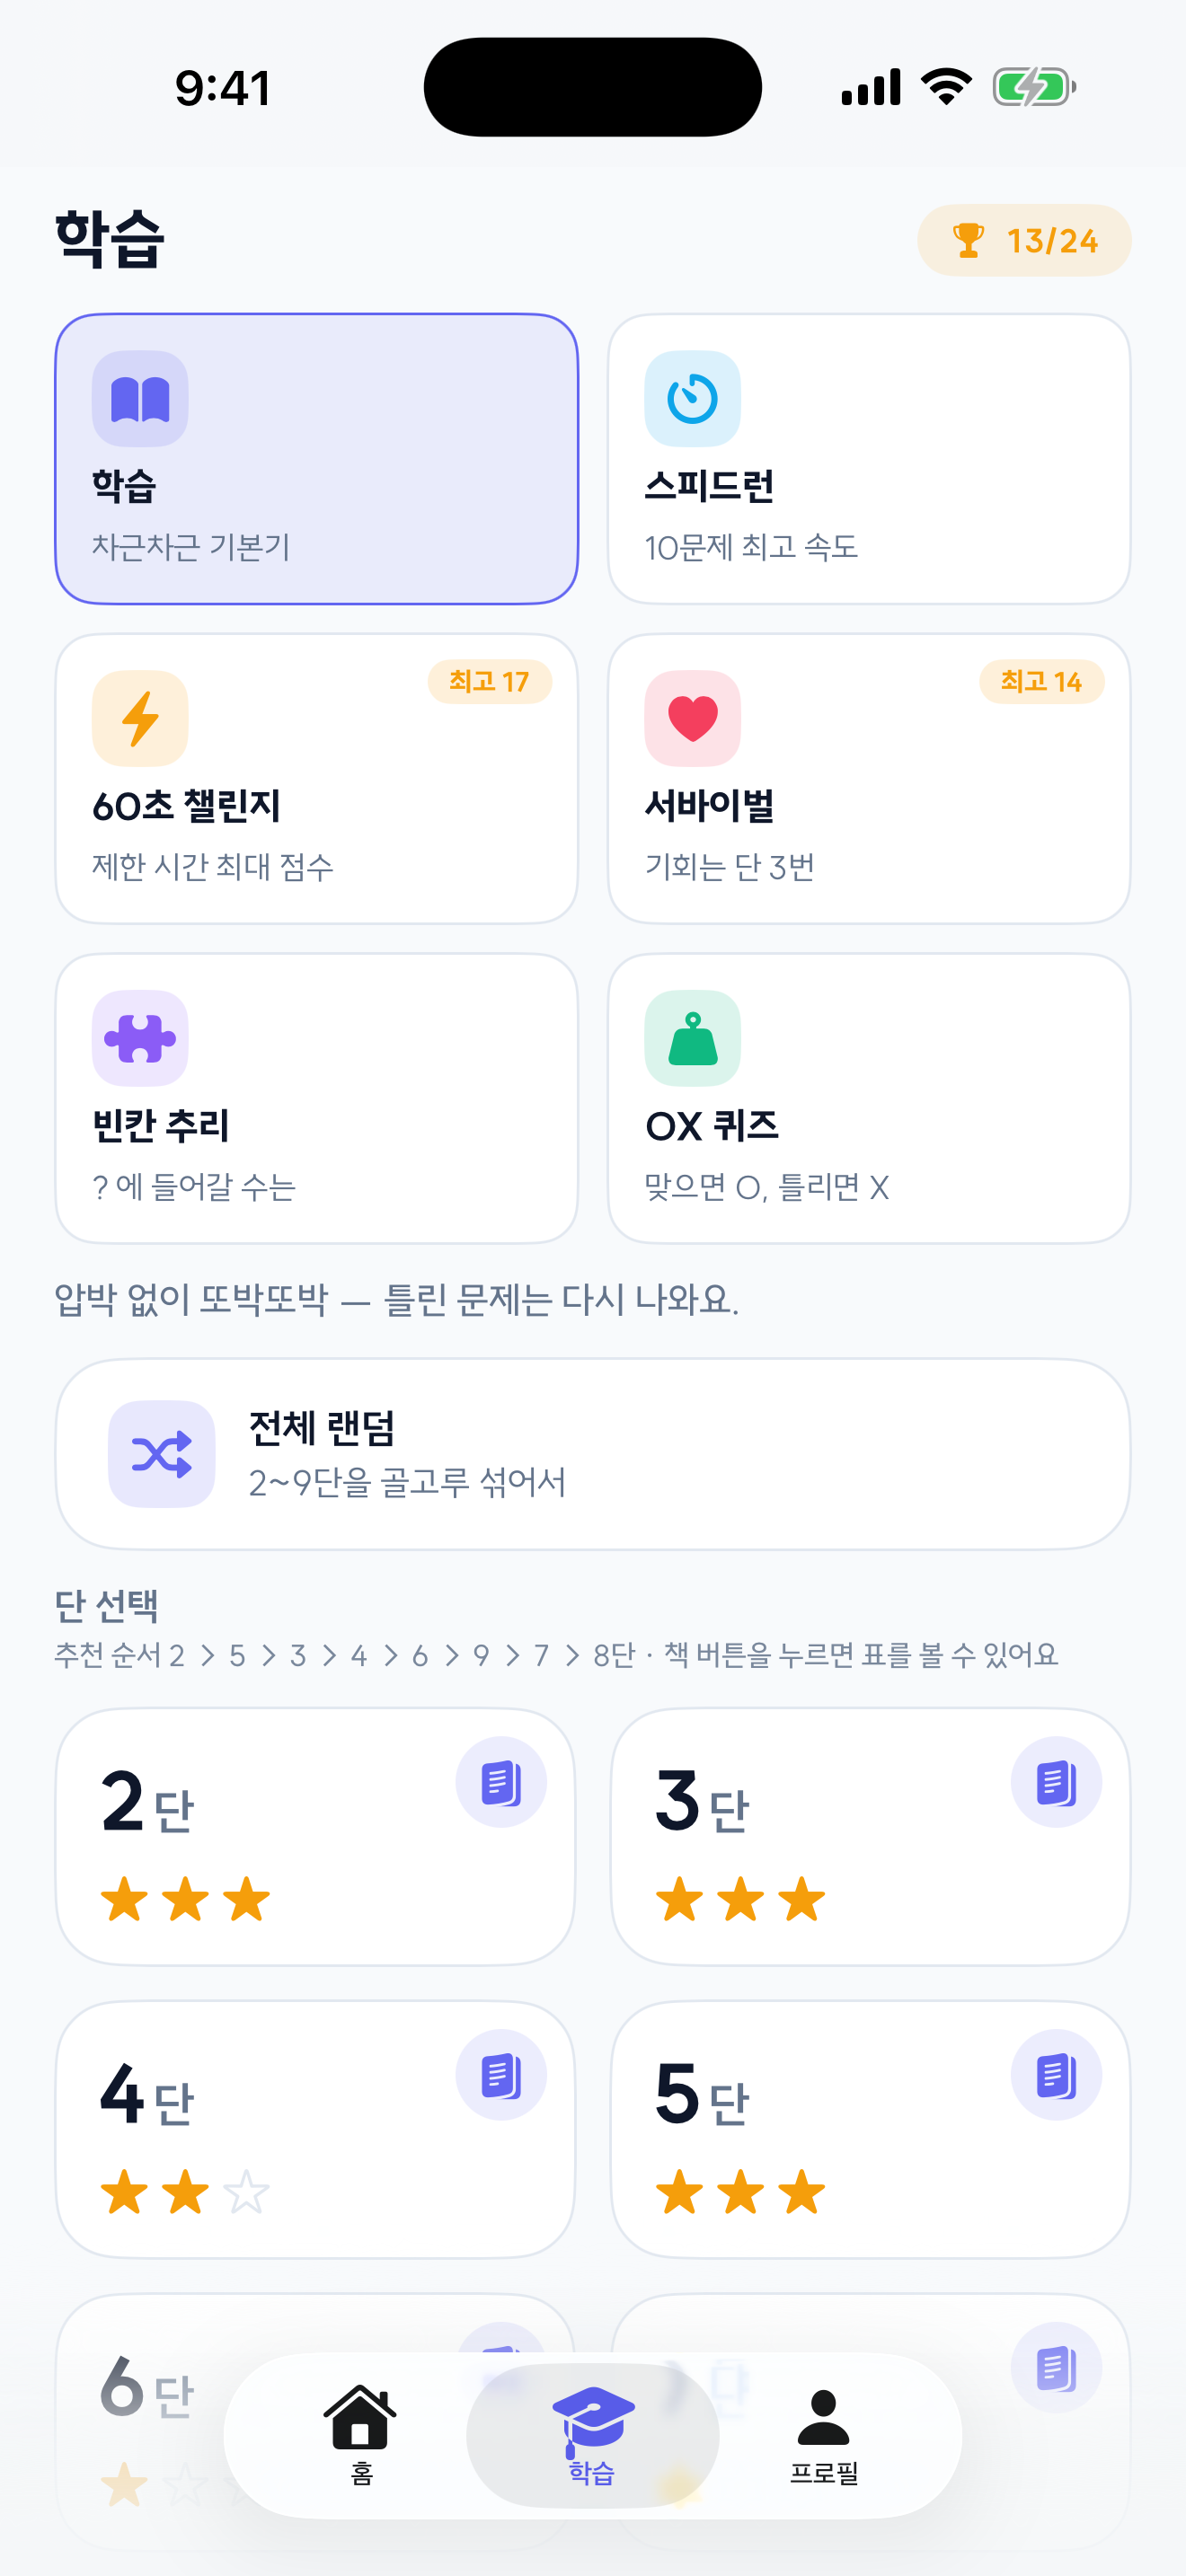 9:41
학습
13/24
학습
차근차근 기본기
스피드런
10문제 최고 속도
최고 17
60초 챌린지
제한 시간 최대 점수
최고 14
서바이벌
기회는 단 3번
빈칸 추리
? 에 들어갈 수는
OX 퀴즈
맞으면 O, 틀리면 X
압박 없이 또박또박 — 틀린 문제는 다시 나와요.
전체 랜덤
2~9단을 골고루 섞어서
단 선택
추천 순서 2 > 5 > 3 > 4 > 6 > 9 > 7 > 8단 · 책 버튼을 누르면 표를 볼 수 있어요
2단
3단
4단
5단
6단
홈
학습
프로필